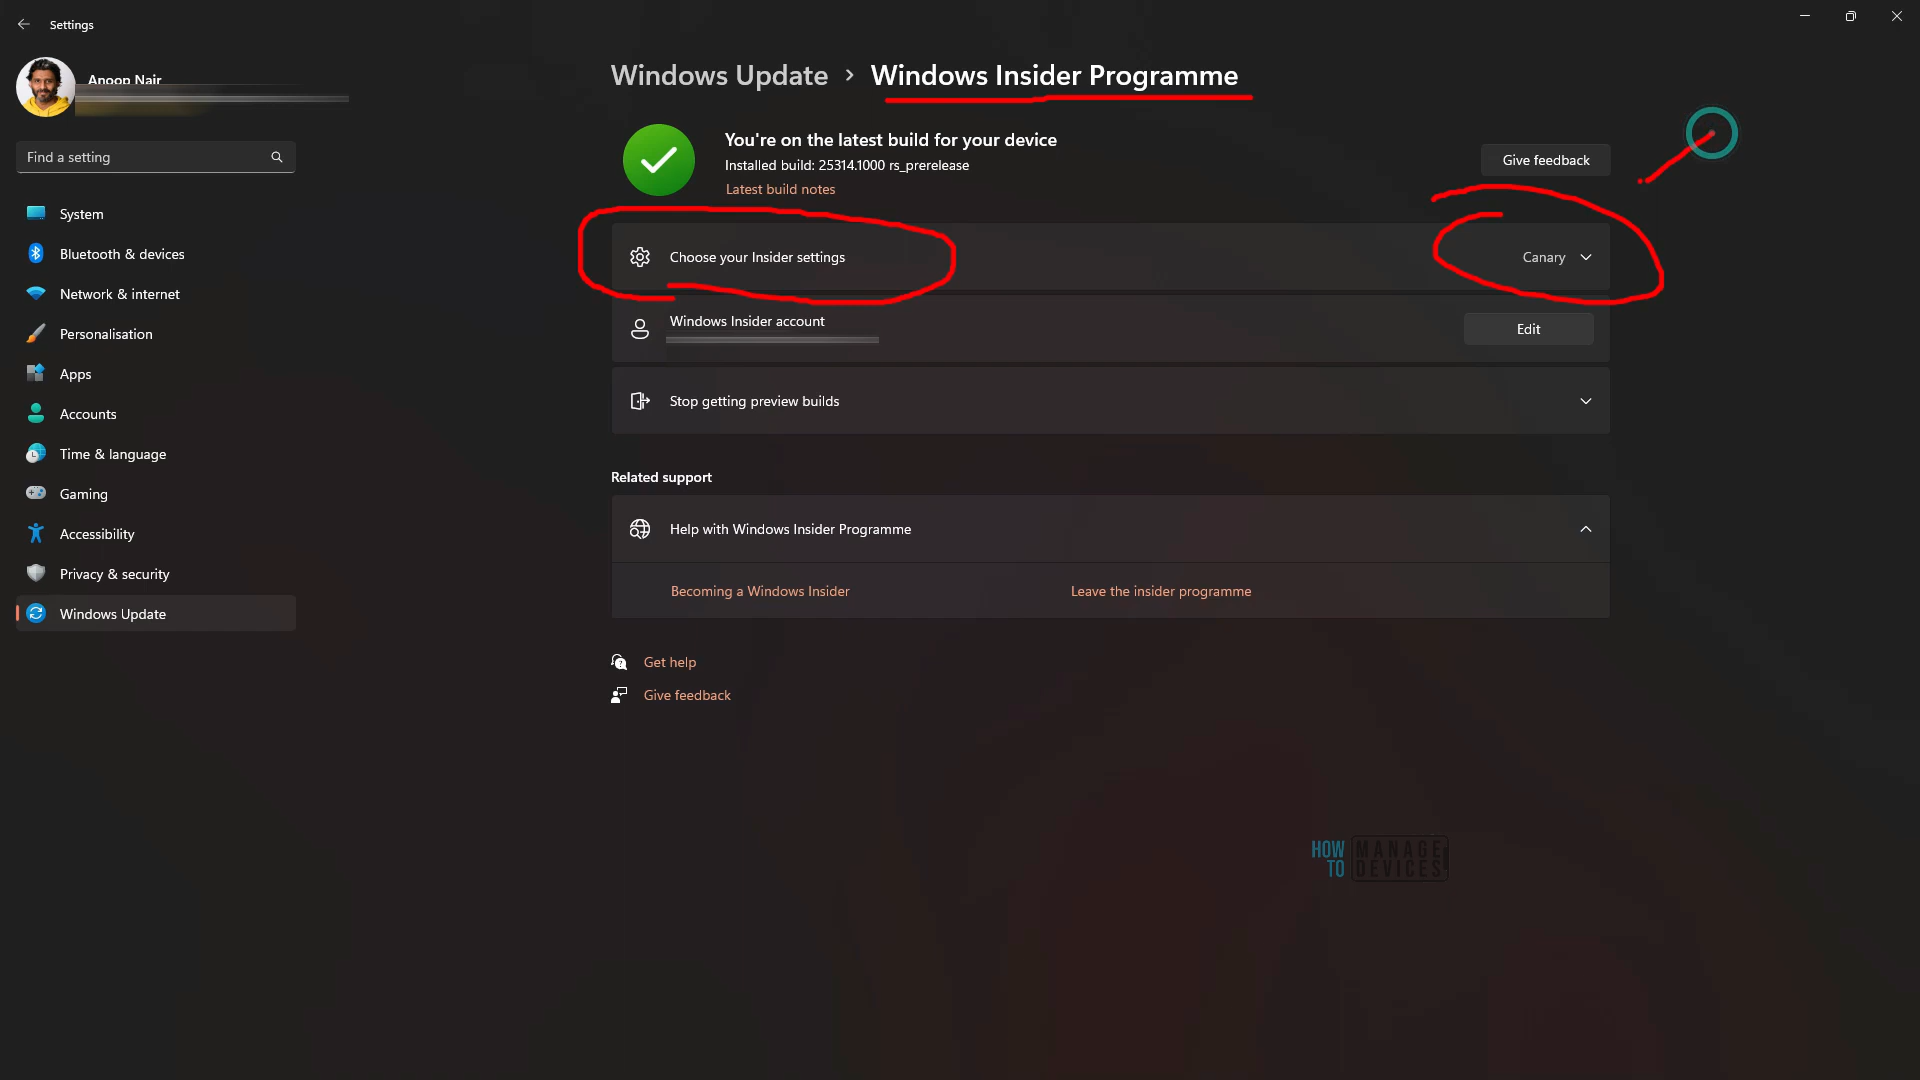 Settings
Anoop Nair
Find a setting
System
Bluetooth & devices
Network & internet
Personalisation
Apps
Accounts
Time & language
Gaming
Accessibility
Privacy & security
Windows Update
Windows Update > Windows Insider Programme
You're on the latest build for your device
Installed build: 25314.1000 rs_prerelease
Latest build notes
Give feedback
Choose your Insider settings
Canary
Windows Insider account
Edit
Stop getting preview builds
Related support
Help with Windows Insider Programme
Becoming a Windows Insider
Leave the insider programme
Get help
Give feedback
HOW MANAGE
TO DEVICES